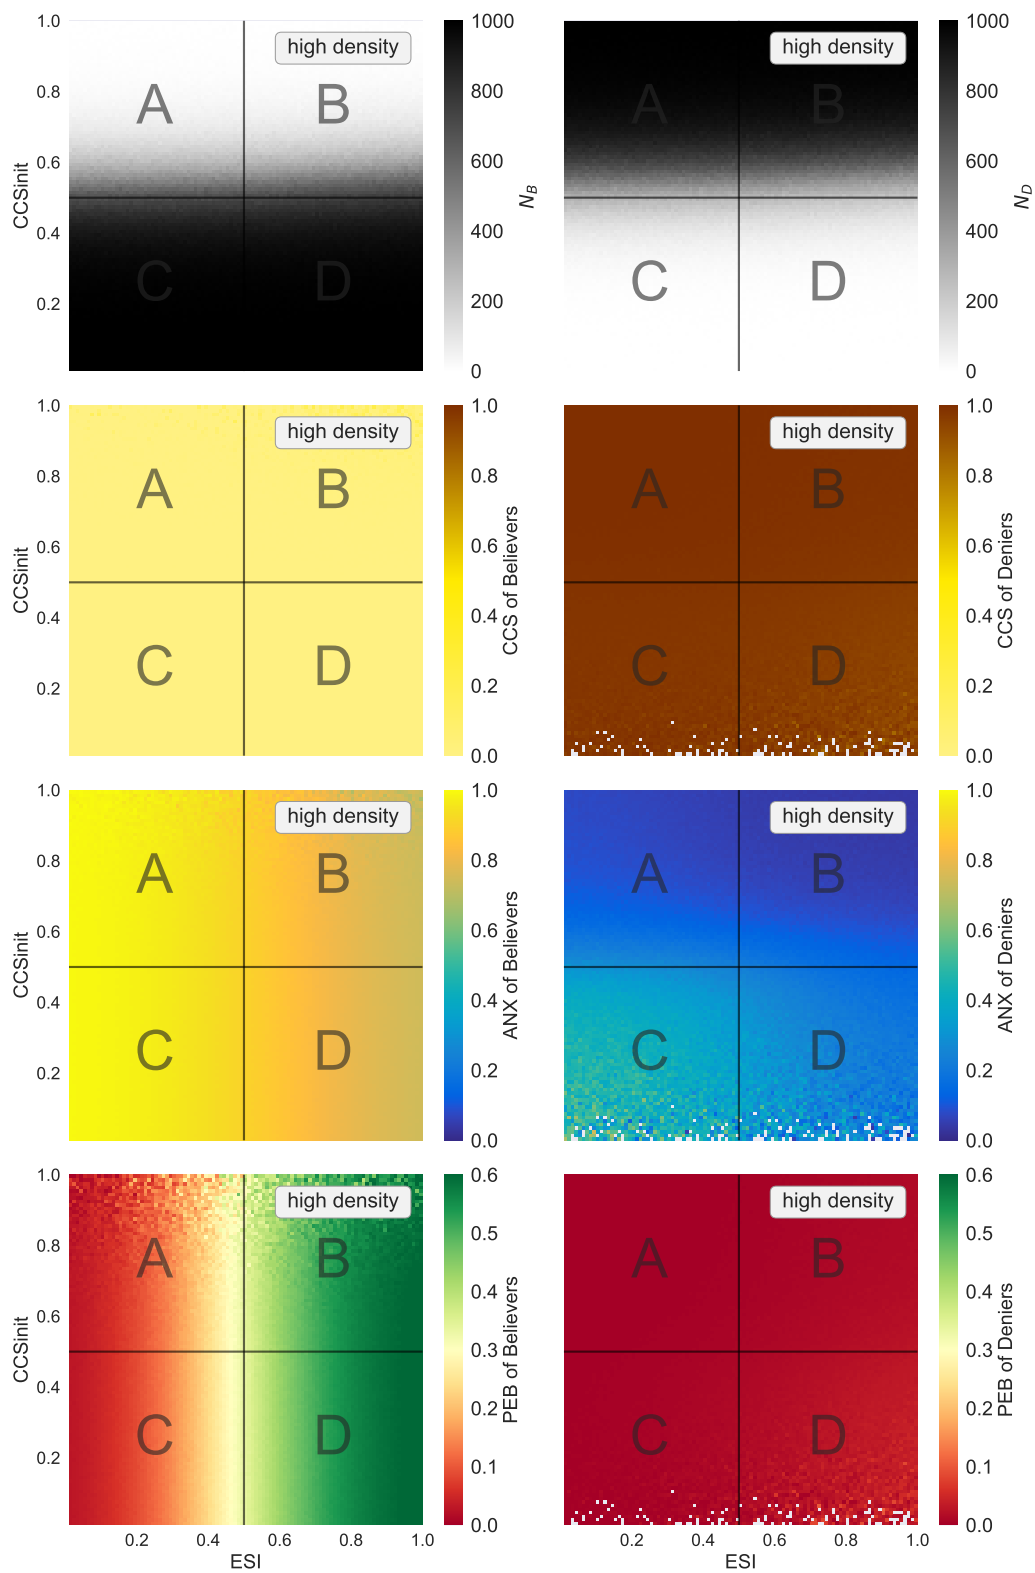 1.0
0.8
0.6
0.4
0.2
CCSinit
high density
A
B
C
D
1000
800
600
400
200
0
N_B
high density
A
B
C
D
1000
800
600
400
200
0
N_D
1.0
0.8
0.6
0.4
0.2
CCSinit
high density
A
B
C
D
1.0
0.8
0.6
0.4
0.2
0.0
CCS of Believers
high density
A
B
C
D
1.0
0.8
0.6
0.4
0.2
0.0
CCS of Deniers
1.0
0.8
0.6
0.4
0.2
CCSinit
high density
A
B
C
D
1.0
0.8
0.6
0.4
0.2
0.0
ANX of Believers
high density
A
B
C
D
1.0
0.8
0.6
0.4
0.2
0.0
ANX of Deniers
1.0
0.8
0.6
0.4
0.2
CCSinit
high density
A
B
C
D
0.2
0.4
0.6
0.8
1.0
ESI
0.6
0.5
0.4
0.3
0.2
0.1
0.0
PEB of Believers
high density
A
B
C
D
0.2
0.4
0.6
0.8
1.0
ESI
0.6
0.5
0.4
0.3
0.2
0.1
0.0
PEB of Deniers